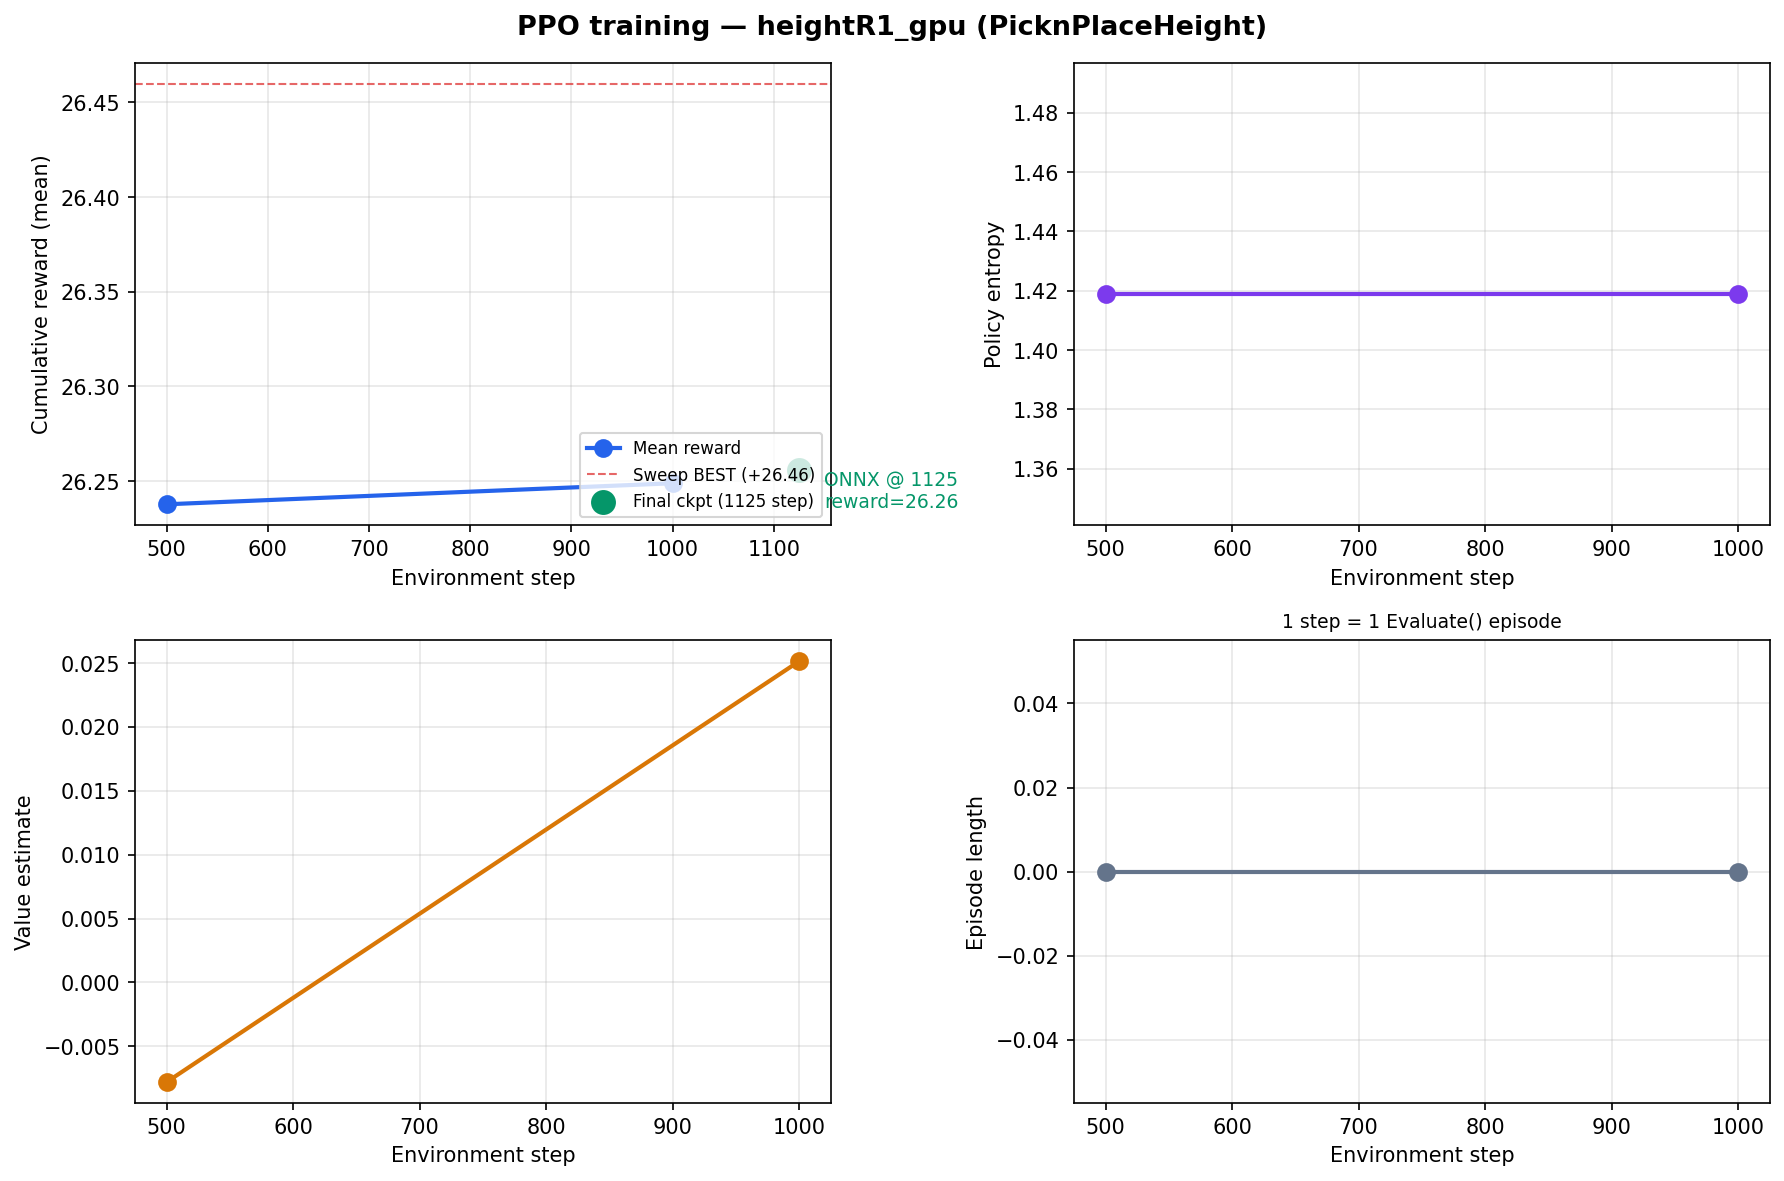 PPO training — heightR1_gpu (PicknPlaceHeight)
Cumulative reward (mean)
26.45
26.40
26.35
26.30
26.25
Mean reward
Sweep BEST (+26.46)
Final ckpt (1125 step)
ONNX @ 1125
reward=26.26
500 600 700 800 900 1000 1100
Environment step
Policy entropy
1.48
1.46
1.44
1.42
1.40
1.38
1.36
500 600 700 800 900 1000
Environment step
Value estimate
0.025
0.020
0.015
0.010
0.005
0.000
−0.005
500 600 700 800 900 1000
Environment step
1 step = 1 Evaluate() episode
Episode length
0.04
0.02
0.00
−0.02
−0.04
500 600 700 800 900 1000
Environment step